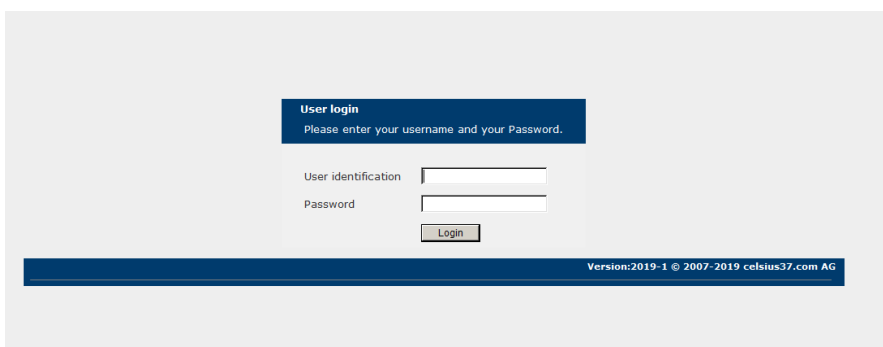 User login
Please enter your username and your Password.
User identification
Password
Login
Version:2019-1 © 2007-2019 celsius37.com AG